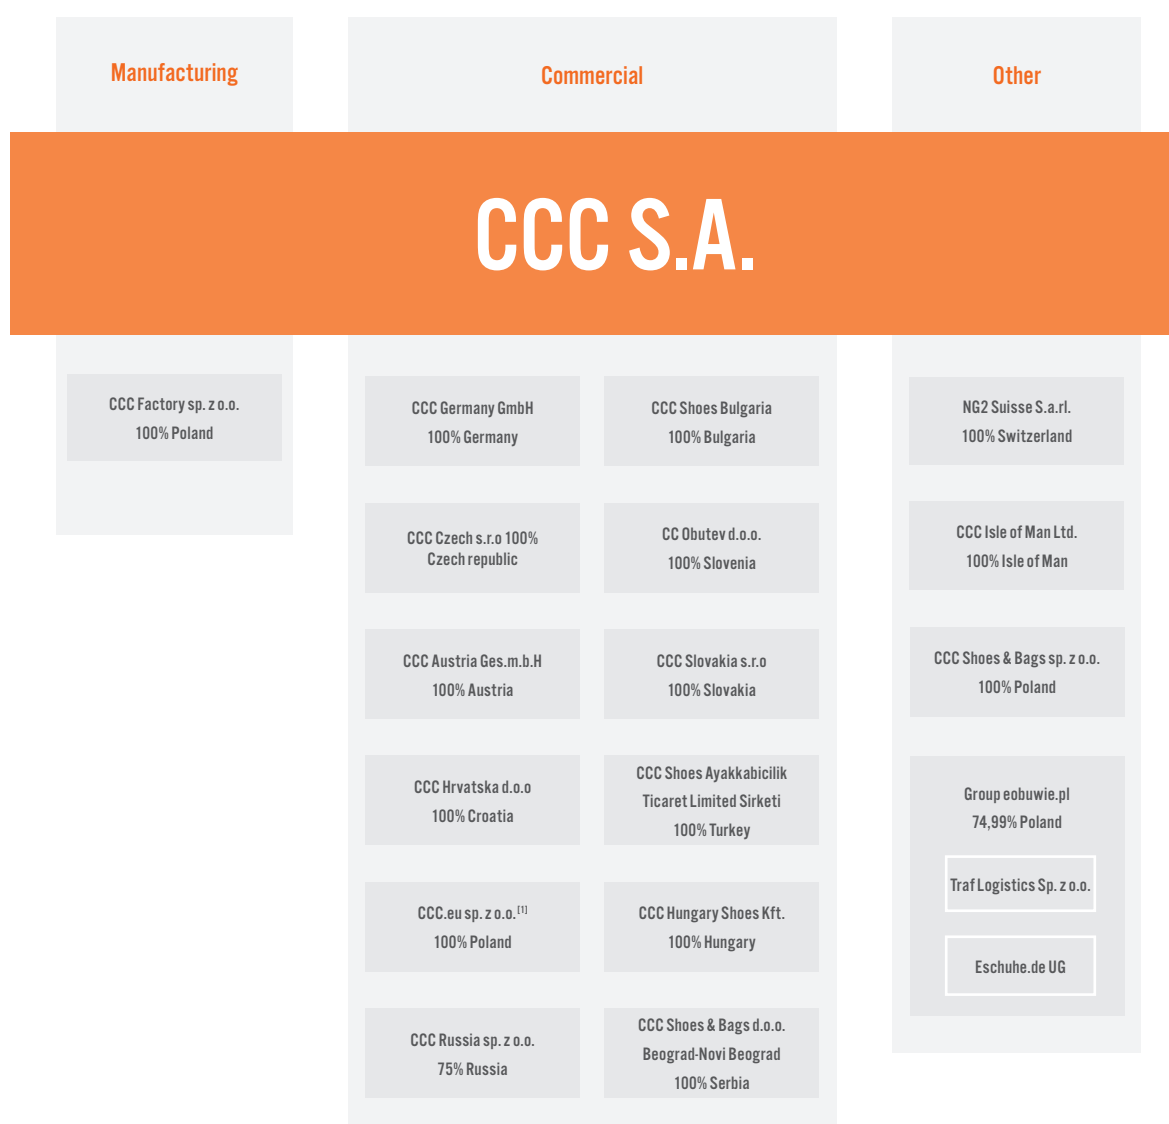 Manufacturing
Commercial
Other
CCC S.A.
CCC Factory sp. z o.o.
100% Poland
CCC Germany GmbH
100% Germany
CCC Czech s.r.o 100%
Czech republic
CCC Austria Ges.m.b.H
100% Austria
CCC Hrvatska d.o.o
100% Croatia
CCC.eu sp. z o.o.[1]
100% Poland
CCC Russia sp. z o.o.
75% Russia
CCC Shoes Bulgaria
100% Bulgaria
CC Obutev d.o.o.
100% Slovenia
CCC Slovakia s.r.o
100% Slovakia
CCC Shoes Ayakkabicilik
Ticaret Limited Sirketi
100% Turkey
CCC Hungary Shoes Kft.
100% Hungary
CCC Shoes & Bags d.o.o.
Beograd-Novi Beograd
100% Serbia
NG2 Suisse S.a.rl.
100% Switzerland
CCC Isle of Man Ltd.
100% Isle of Man
CCC Shoes & Bags sp. z o.o.
100% Poland
Group eobuwie.pl
74,99% Poland
Traf Logistics Sp. z o.o.
Eschuhe.de UG